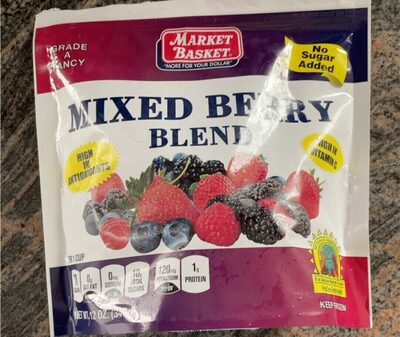 GRADE
A
FANCY
MARKET
BASKET
"MORE FOR YOUR DOLLAR"
No
Sugar
Added
MIXED BERRY
BLEND
HIGH
IN
ANTIOXIDANTS
HIGH IN
VITAMIN C
1 CUP
0g
SAT FAT
0mg
SODIUM
10g
TOTAL
SUGARS
120mg
POTASSIUM
1g
PROTEIN
NET WT 12 OZ.
KEEP FROZEN